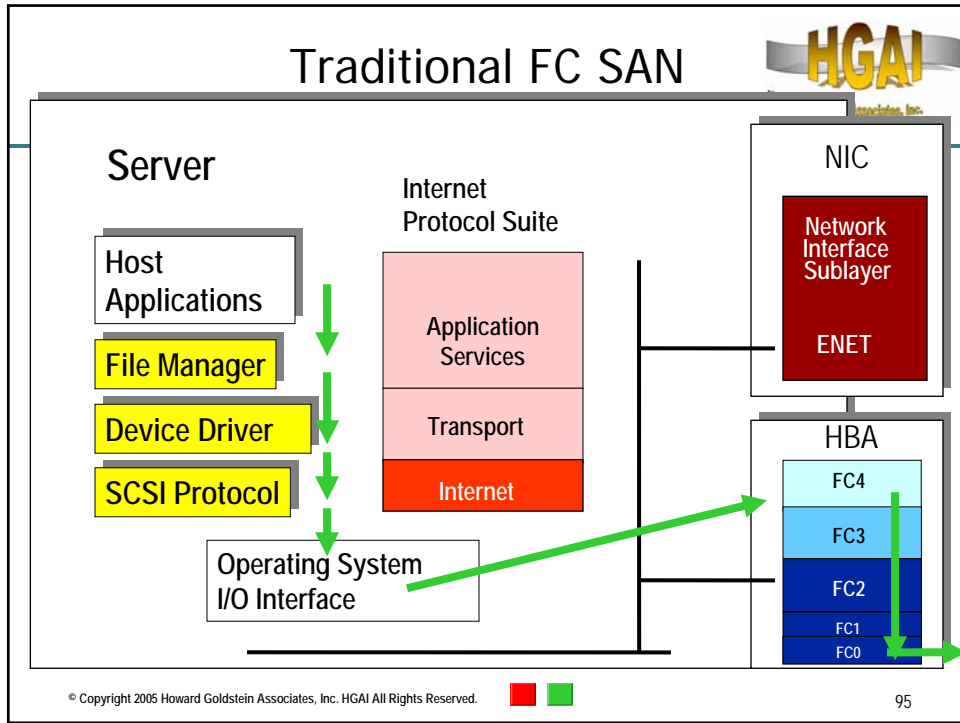 Traditional FC SAN
HGAI
Associates, Inc.
Server
Internet
Protocol Suite
Host
Applications
File Manager
Device Driver
SCSI Protocol
Operating System
I/O Interface
Application
Services
Transport
Internet
NIC
Network
Interface
Sublayer
ENET
HBA
FC4
FC3
FC2
FC1
FC0
© Copyright 2005 Howard Goldstein Associates, Inc. HGAI All Rights Reserved.
95